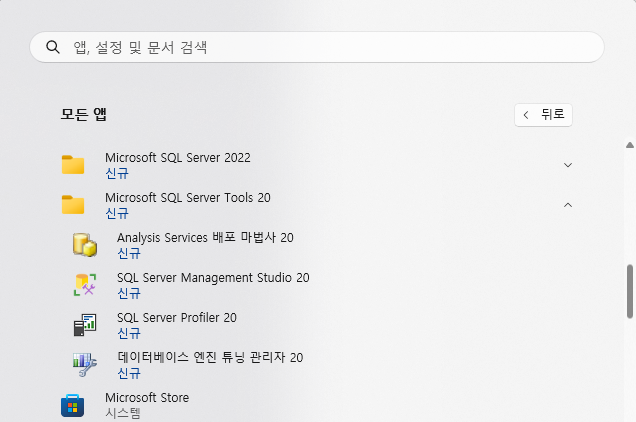 앱, 설정 및 문서 검색
모든 앱
뒤로
Microsoft SQL Server 2022
신규
Microsoft SQL Server Tools 20
신규
Analysis Services 배포 마법사 20
신규
SQL Server Management Studio 20
신규
SQL Server Profiler 20
신규
데이터베이스 엔진 튜닝 관리자 20
신규
Microsoft Store
시스템